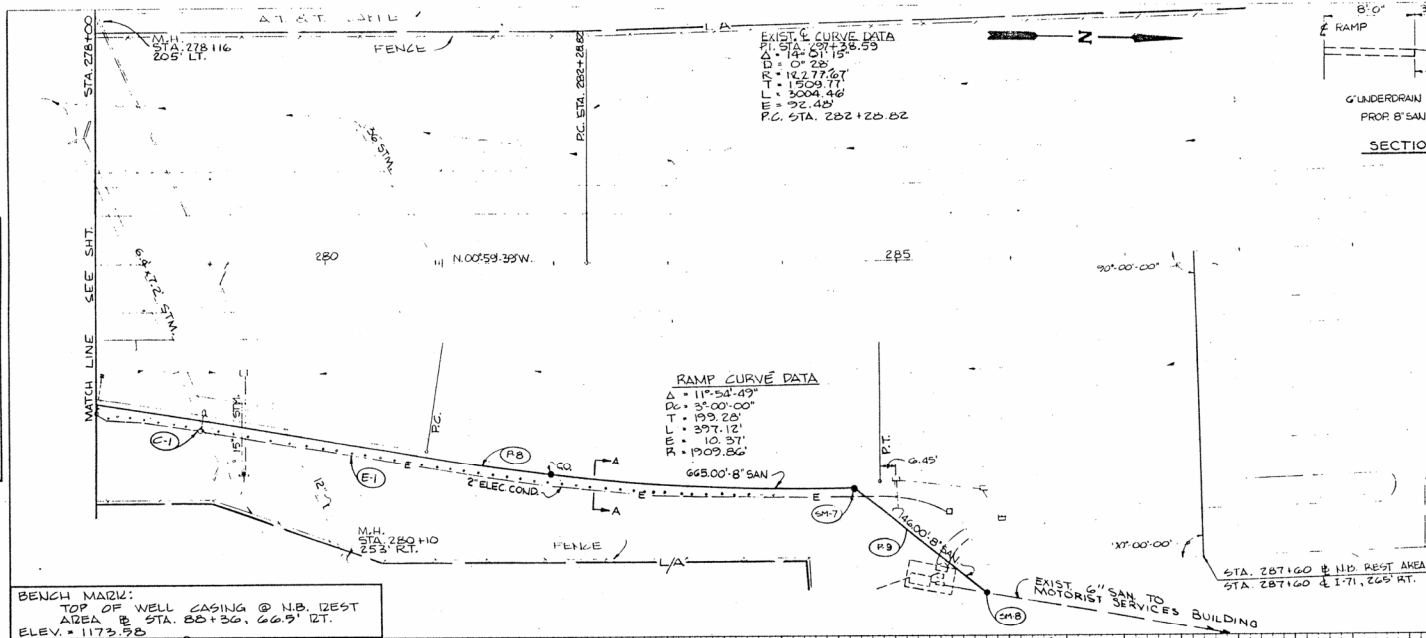 STA. 278+00
M.H.
STA. 278+16
205' LT.
FENCE
L/A
P.C. STA. 282+28.82
EXIST. ℄ CURVE DATA
P.I. STA. 297+38.59
Δ = 14°01'15"
D = 0°28'
R = 12277.67'
T = 1509.77'
L = 3004.46'
E = 92.48'
P.C. STA. 282+28.82
N
8'-0"
℄ RAMP
6" UNDERDRAIN
PROP. 8" SAN
SECTIO
MATCH LINE SEE SHT.
280
N.00°-59'-39"W.
285
90°-00'-00"
P.C.
RAMP CURVE DATA
Δ = 11°-54'-49"
Dc = 3°-00'-00"
T = 199.28'
L = 397.12'
E = 10.37'
R = 1909.86'
P.T.
6.45'
C-1
15"
E-1
E
P.8
C.O.
A
A
665.00'-8" SAN
2" ELEC. COND.
E
E
SM-7
12"
M.H.
STA. 280+10
253' RT.
FENCE
L/A
P.9
746.00' 8" SAN
SM-8
EXIST. 6" SAN. TO
MOTORIST SERVICES BUILDING
STA. 287+60 ℄ N.B. REST AREA
STA. 287+60 ℄ I-71, 265' RT.
BENCH MARK:
TOP OF WELL CASING @ N.B. REST
AREA STA. 88+36, 66.5' RT.
ELEV. = 1173.58